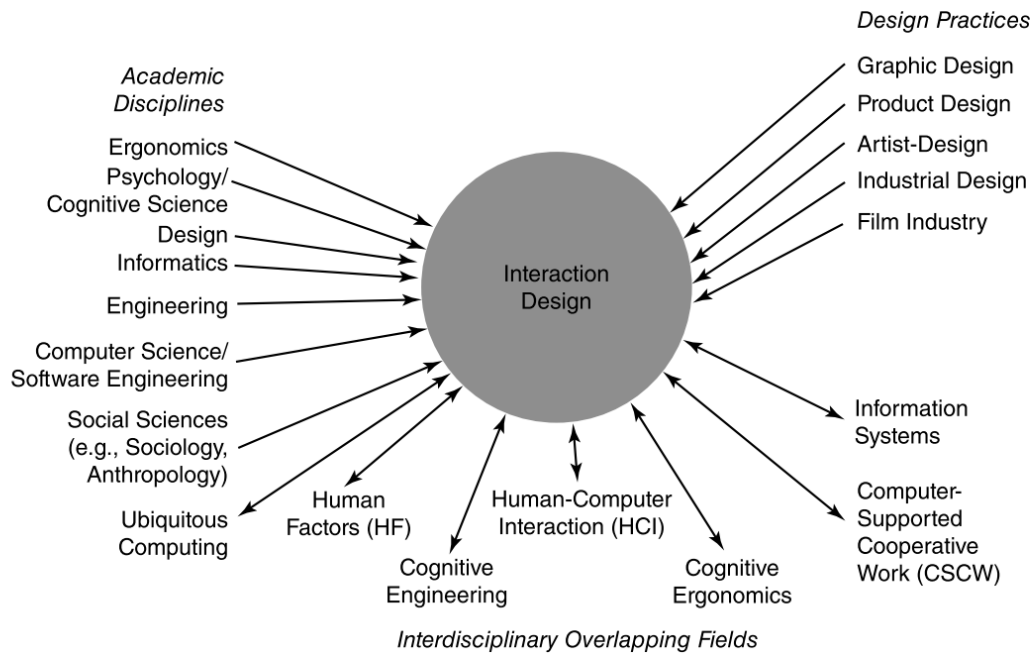 Design Practices
Graphic Design
Product Design
Artist-Design
Industrial Design
Film Industry
Academic
Disciplines
Ergonomics
Psychology/
Cognitive Science
Design
Informatics
Engineering
Computer Science/
Software Engineering
Social Sciences
(e.g., Sociology,
Anthropology)
Interaction
Design
Ubiquitous
Computing
Human
Factors (HF)
Cognitive
Engineering
Human-Computer
Interaction (HCI)
Cognitive
Ergonomics
Computer-
Supported
Cooperative
Work (CSCW)
Information
Systems
Interdisciplinary Overlapping Fields